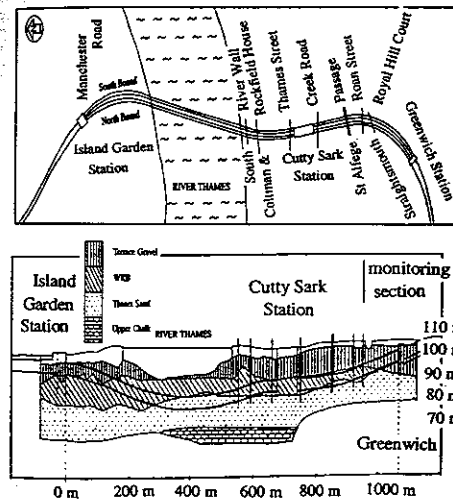 Manchester
Road
South Bound
North Bound
Island Garden
Station
RIVER THAMES
South
River Wall
Coltman &
Rockfield House
Thames Street
Creek Road
Cutty Sark
Station
St Alfege
Passage
Roan Street
Straightsmouth
Royal Hill Court
Greenwich Station
Island
Garden
Station
Terrace Gravel
WRB
Thanet Sand
Upper Chalk
RIVER THAMES
Cutty Sark
Station
monitoring
section
110
100
90
80
70
Greenwich
0 m
200 m
400 m
600 m
800 m
1000 m